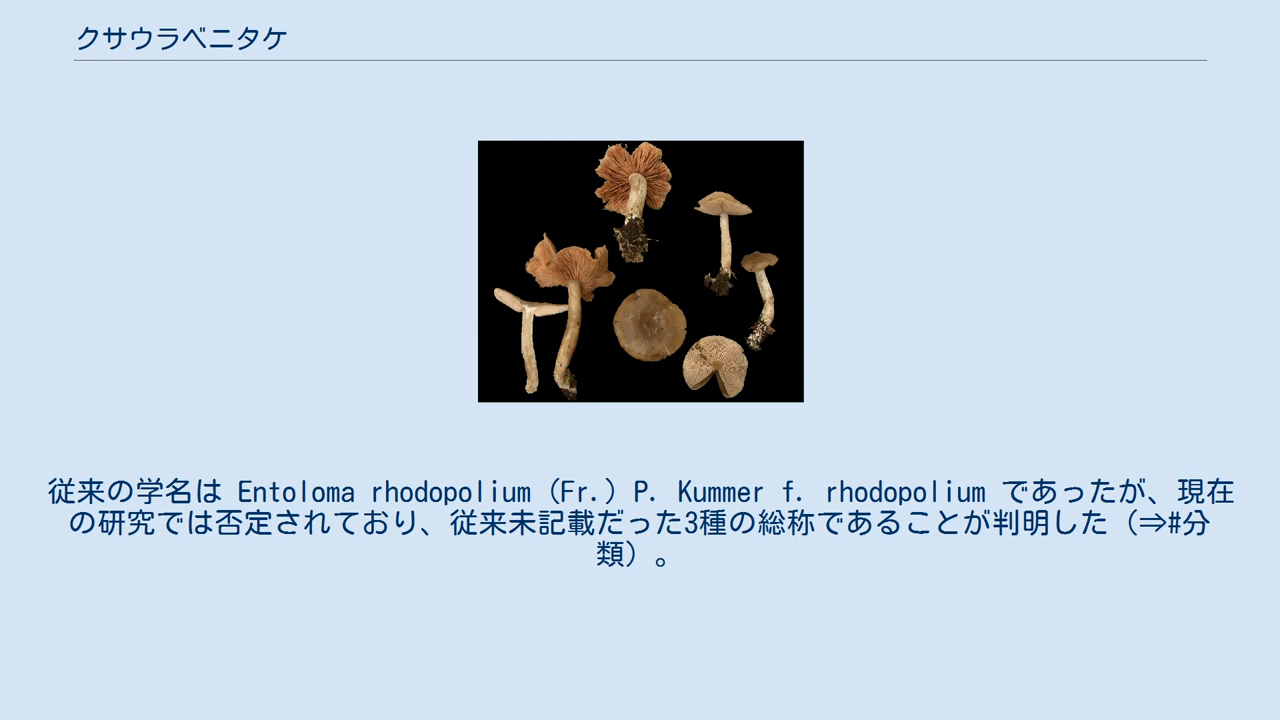 クサウラベニタケ
従来の学名は Entoloma rhodopolium（Fr.）P. Kummer f. rhodopolium であったが、現在
の研究では否定されており、従来未記載だった3種の総称であることが判明した（⇒#分
類）。